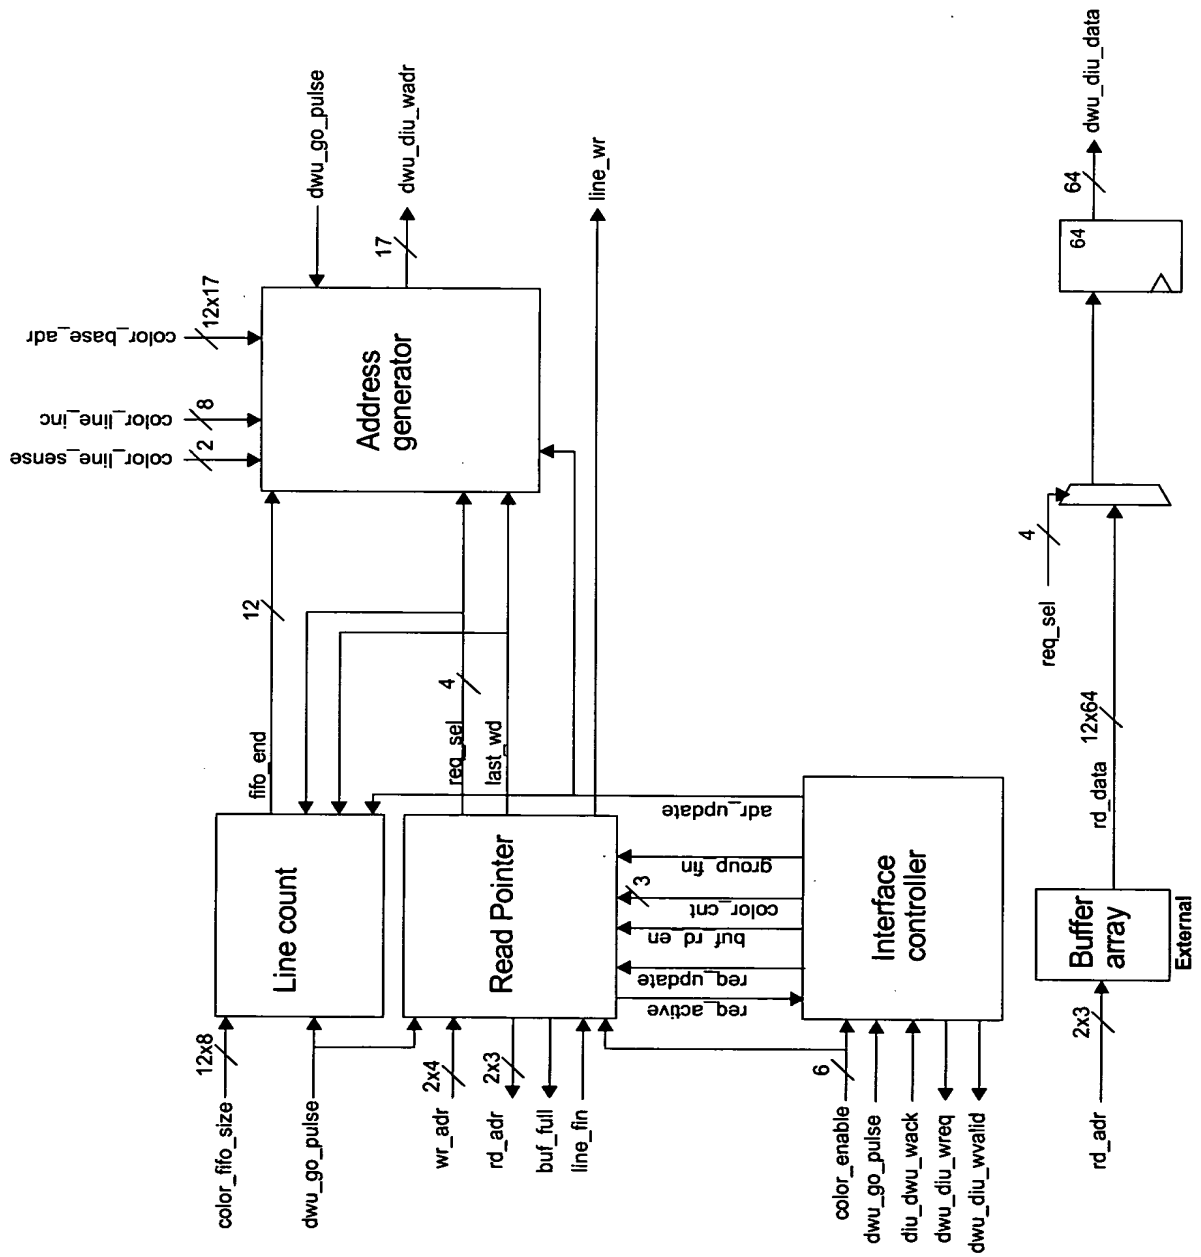 color_fifo_size
12x8
dwu_go_pulse
Line count
fifo_end
12
color_line_sense
2
color_line_inc
8
color_base_adr
12x17
Address
generator
dwu_go_pulse
17
dwu_diu_wadr
wr_adr
2x4
rd_adr
2x3
buf_full
line_fin
Read Pointer
req_sel
4
last_wd
line_wr
req_active
req_update
buf_rd_en
color_cnt
3
group_fin
adr_update
color_enable
6
dwu_go_pulse
diu_dwu_wack
dwu_diu_wreq
dwu_diu_wvalid
Interface
controller
rd_adr
2x3
Buffer
array
External
rd_data
12x64
req_sel
4
64
64
dwu_diu_data